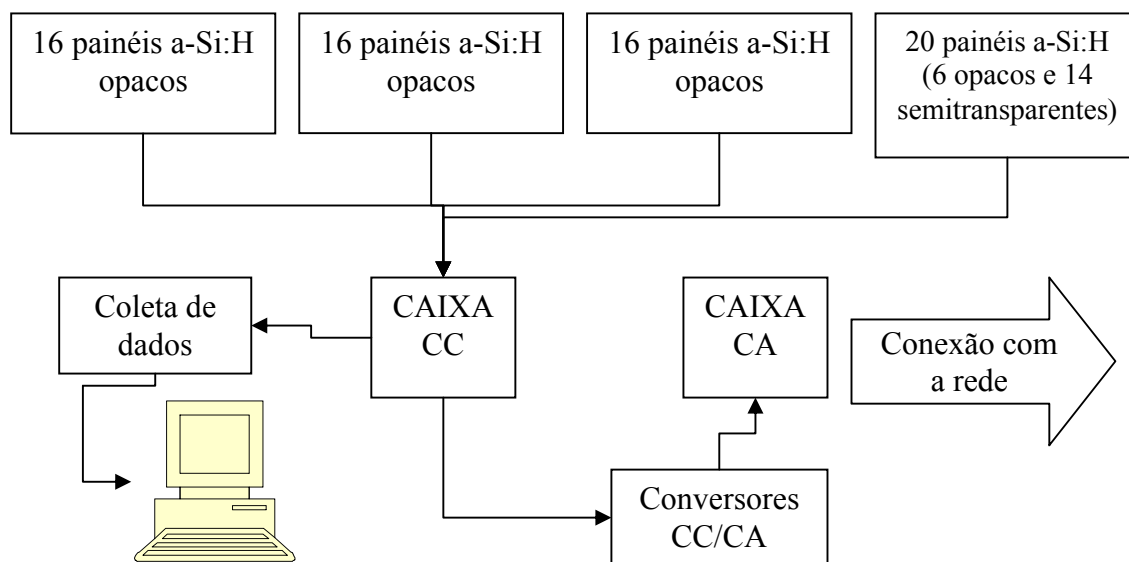 16 painéis a-Si:H
opacos
16 painéis a-Si:H
opacos
16 painéis a-Si:H
opacos
20 painéis a-Si:H
(6 opacos e 14
semitransparentes)
Coleta de
dados
CAIXA
CC
CAIXA
CA
Conexão com
a rede
Conversores
CC/CA